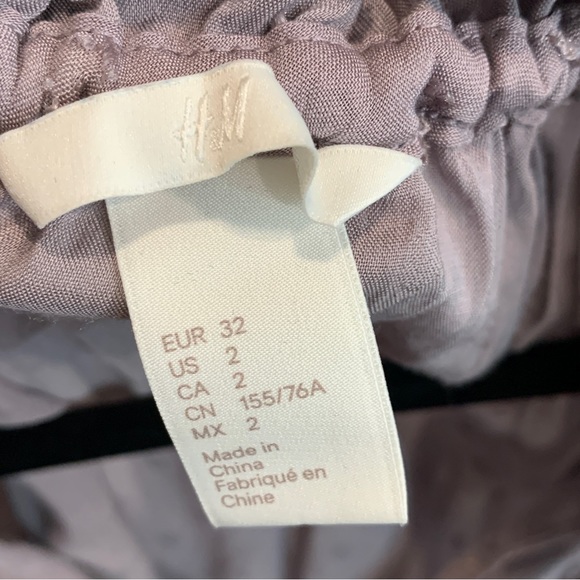 H&M
EUR 32
US 2
CA 2
CN 155/76A
MX 2
Made in
China
Fabriqué en
Chine